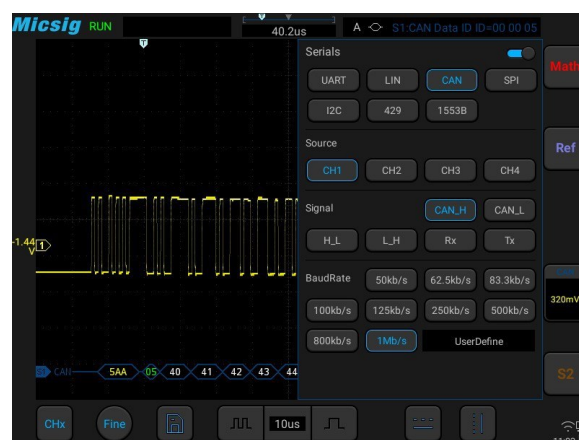 Micsig RUN 40.2us A S1:CAN Data ID ID=00 00 05
T
Serials
Math
UART LIN CAN SPI
I2C 429 1553B
Source
Ref
CH1 CH2 CH3 CH4
Signal CAN_H CAN_L
-1.44 V 1
H_L L_H Rx Tx
BaudRate 50kb/s 62.5kb/s 83.3kb/s
320mV
100kb/s 125kb/s 250kb/s 500kb/s
800kb/s 1Mb/s UserDefine
S1 CAN 5AA 05 40 41 42 43 44
S2
CHx Fine 10us